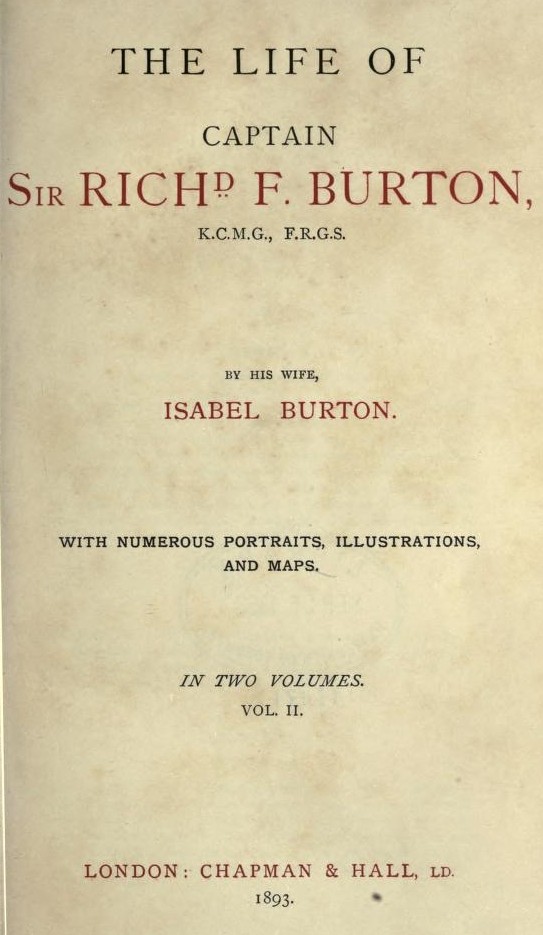 THE LIFE OF
CAPTAIN
SIR RICHD F. BURTON,
K.C.M.G., F.R.G.S.
BY HIS WIFE,
ISABEL BURTON.
WITH NUMEROUS PORTRAITS, ILLUSTRATIONS,
AND MAPS.
IN TWO VOLUMES.
VOL. II.
LONDON: CHAPMAN & HALL, LD.
1893.